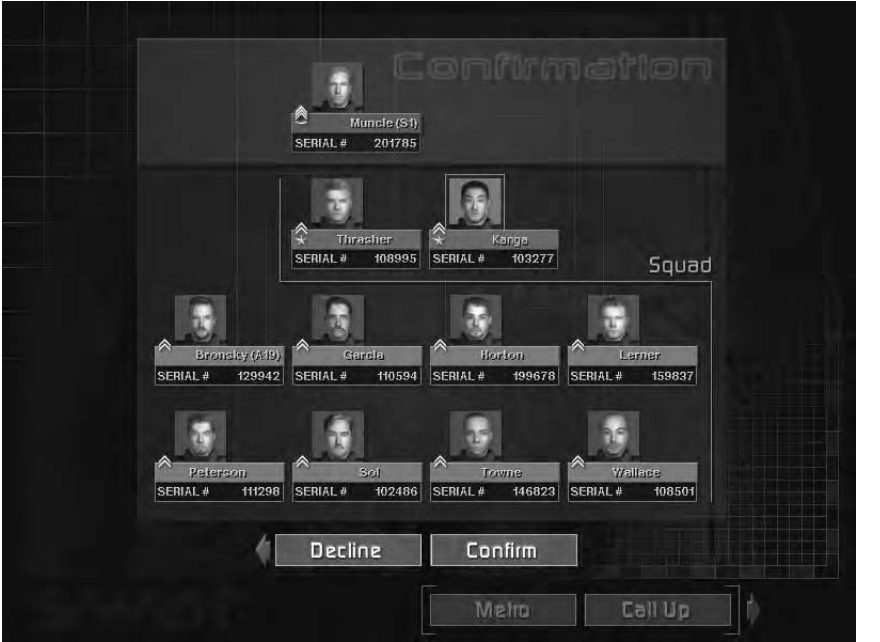 Confirmation
Muncle (S1)
SERIAL # 201785
Thrasher
SERIAL # 108995
Kanga
SERIAL # 103277
Squad
Bronsky (A19)
SERIAL # 129942
Garcia
SERIAL # 110594
Horton
SERIAL # 199678
Lerner
SERIAL # 159837
Peterson
SERIAL # 111298
Sol
SERIAL # 102486
Towne
SERIAL # 146823
Wallace
SERIAL # 108501
Decline
Confirm
Metro
Call Up